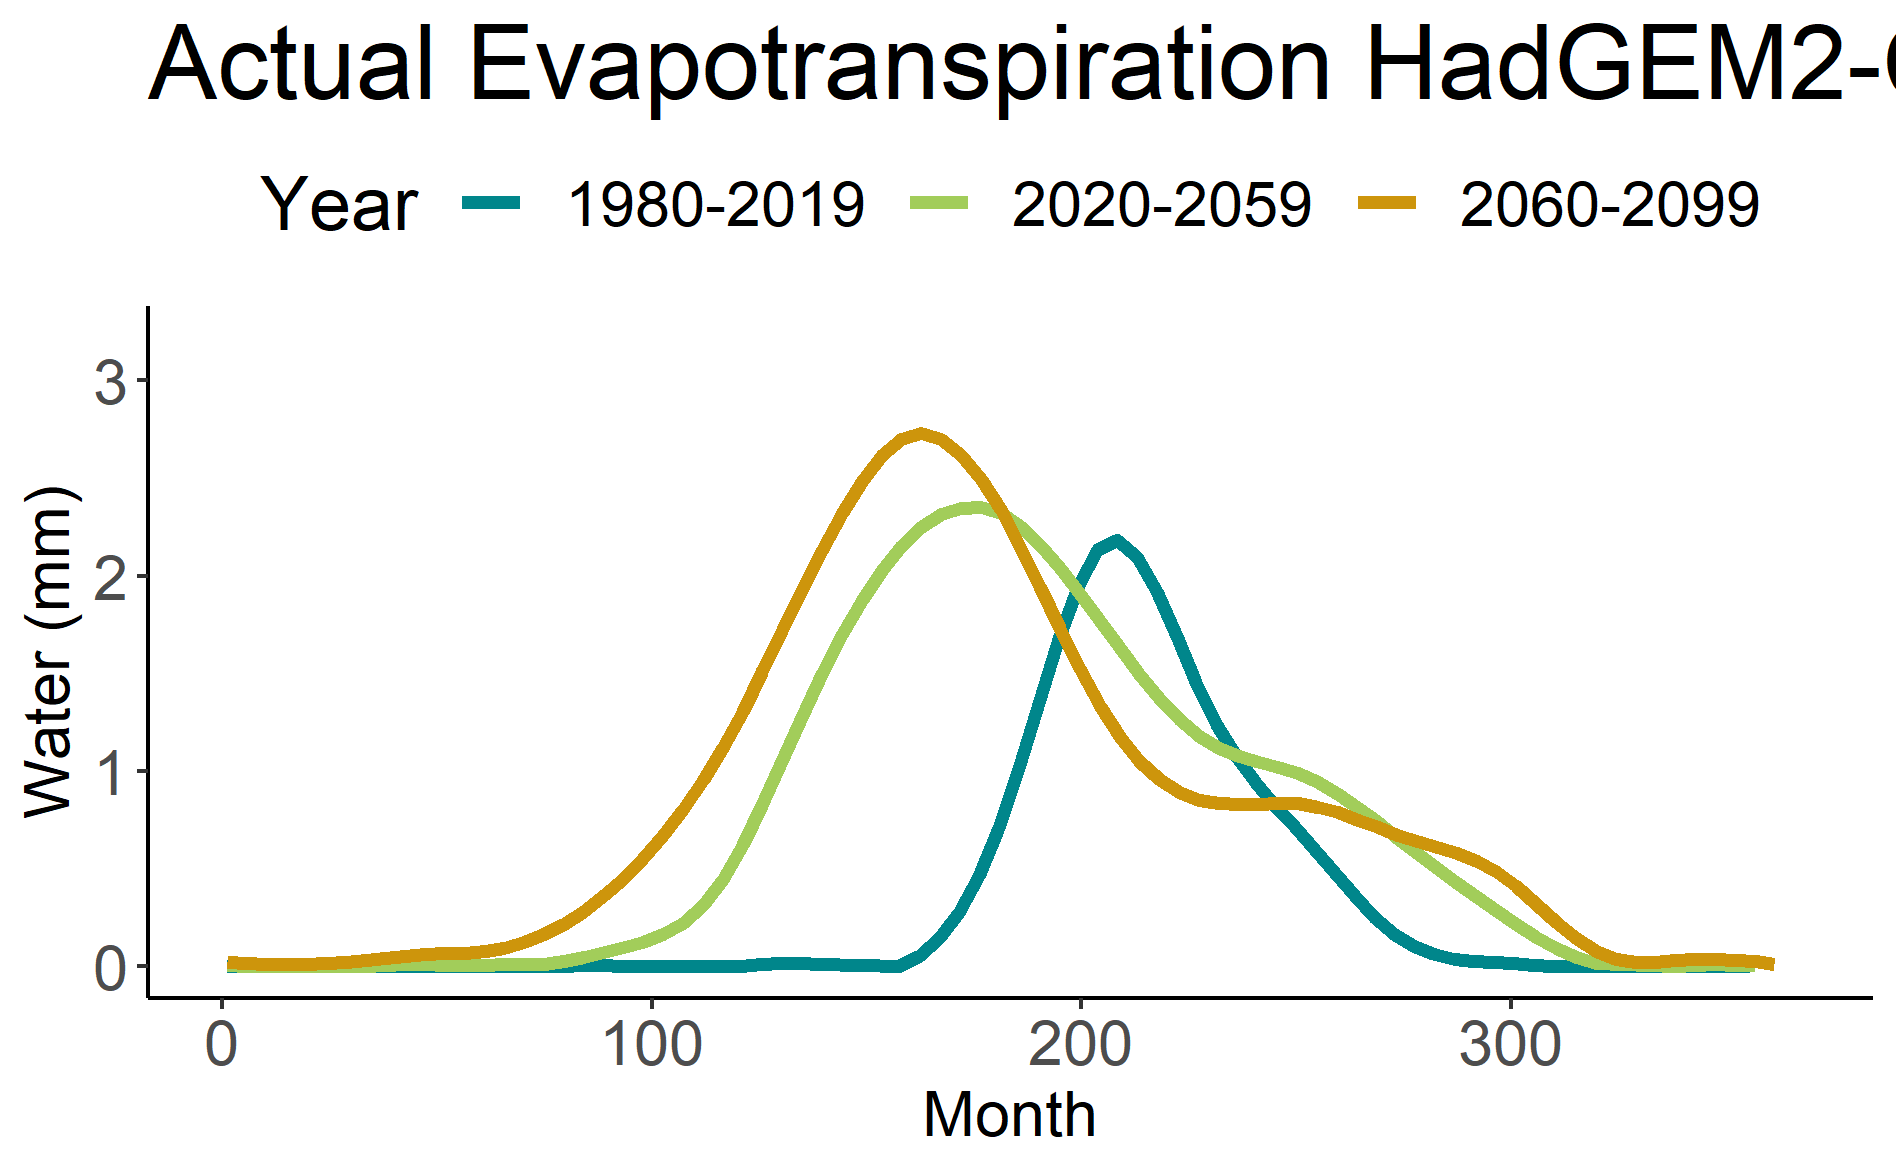 Actual Evapotranspiration HadGEM2-
Year 1980-2019 2020-2059 2060-2099
Water (mm)
3
2
1
0
0 100 200 300
Month